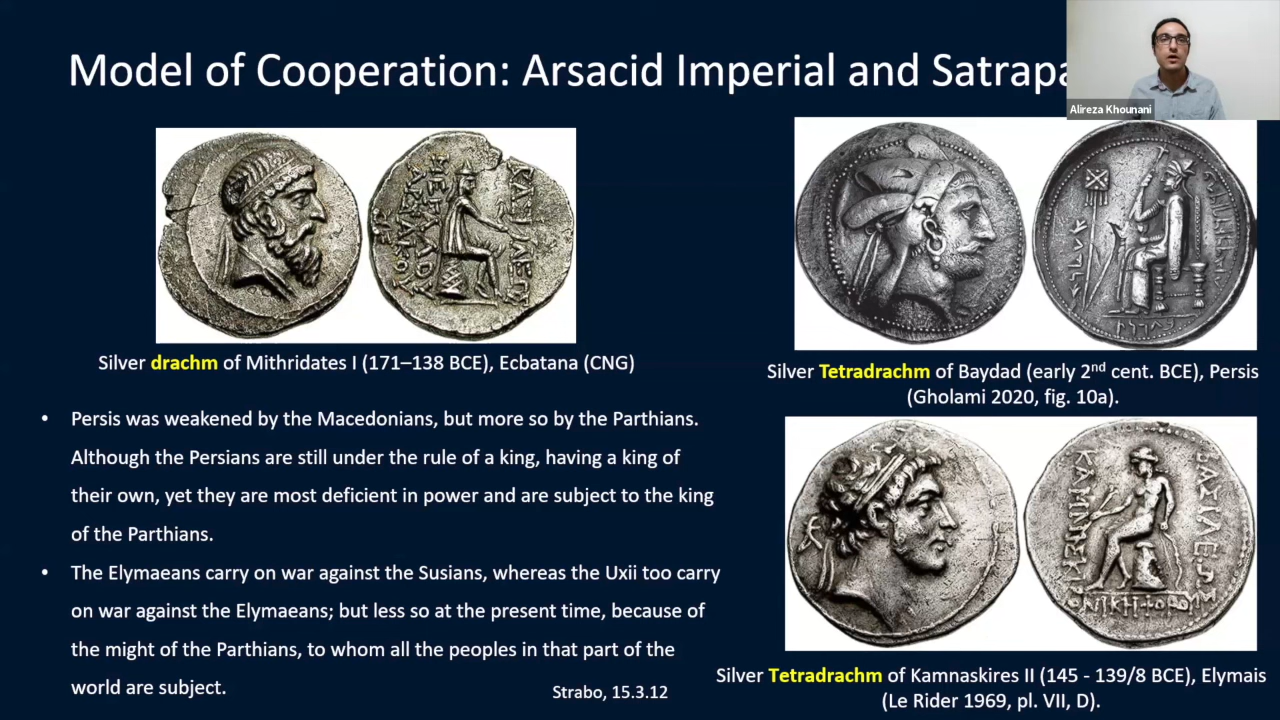 Model of Cooperation: Arsacid Imperial and Satrapa
Alireza Khounani
Silver drachm of Mithridates I (171–138 BCE), Ecbatana (CNG)
Silver Tetradrachm of Baydad (early 2nd cent. BCE), Persis
(Gholami 2020, fig. 10a).
• Persis was weakened by the Macedonians, but more so by the Parthians.
Although the Persians are still under the rule of a king, having a king of
their own, yet they are most deficient in power and are subject to the king
of the Parthians.
• The Elymaeans carry on war against the Susians, whereas the Uxii too carry
on war against the Elymaeans; but less so at the present time, because of
the might of the Parthians, to whom all the peoples in that part of the
world are subject.
Strabo, 15.3.12
ΒΑΣΙΛΕΩΣ
Silver Tetradrachm of Kamnaskires II (145 - 139/8 BCE), Elymais
(Le Rider 1969, pl. VII, D).